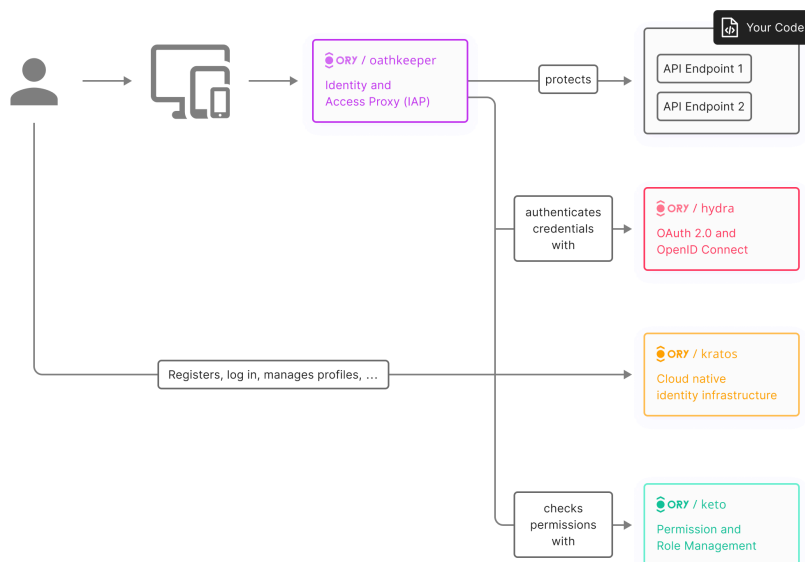 Your Code
ORY / oathkeeper
Identity and
Access Proxy (IAP)
protects
API Endpoint 1
API Endpoint 2
authenticates
credentials
with
ORY / hydra
OAuth 2.0 and
OpenID Connect
Registers, log in, manages profiles, ...
ORY / kratos
Cloud native
identity infrastructure
checks
permissions
with
ORY / keto
Permission and
Role Management